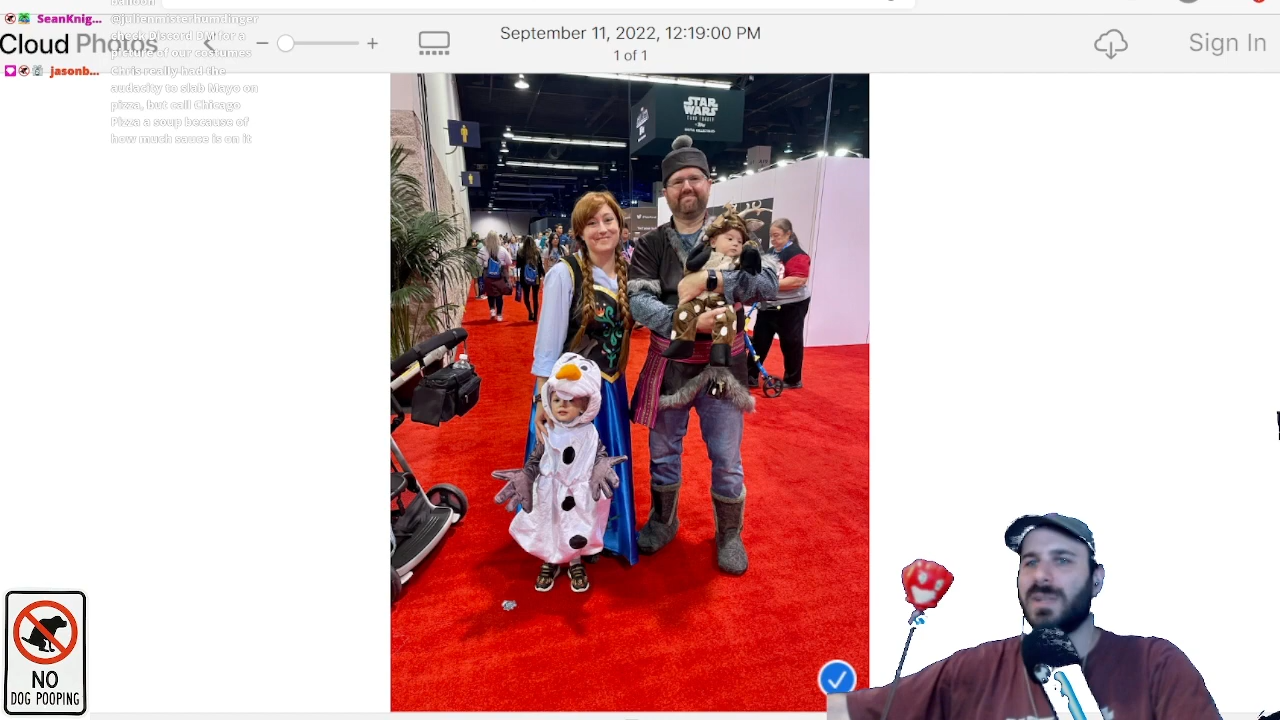 balloon
SeanKnig... @julienmisterhumdinger
check Discord DM for a
picture of our costumes
jasonb... Chrisreally had the
audacity to slab Mayo on
pizza, but call Chicago
Pizza a soup because of
how much sauce is on it
Cloud Photos
September 11, 2022, 12:19:00 PM
1 of 1
Sign In
STAR
WARS
NO
DOG POOPING